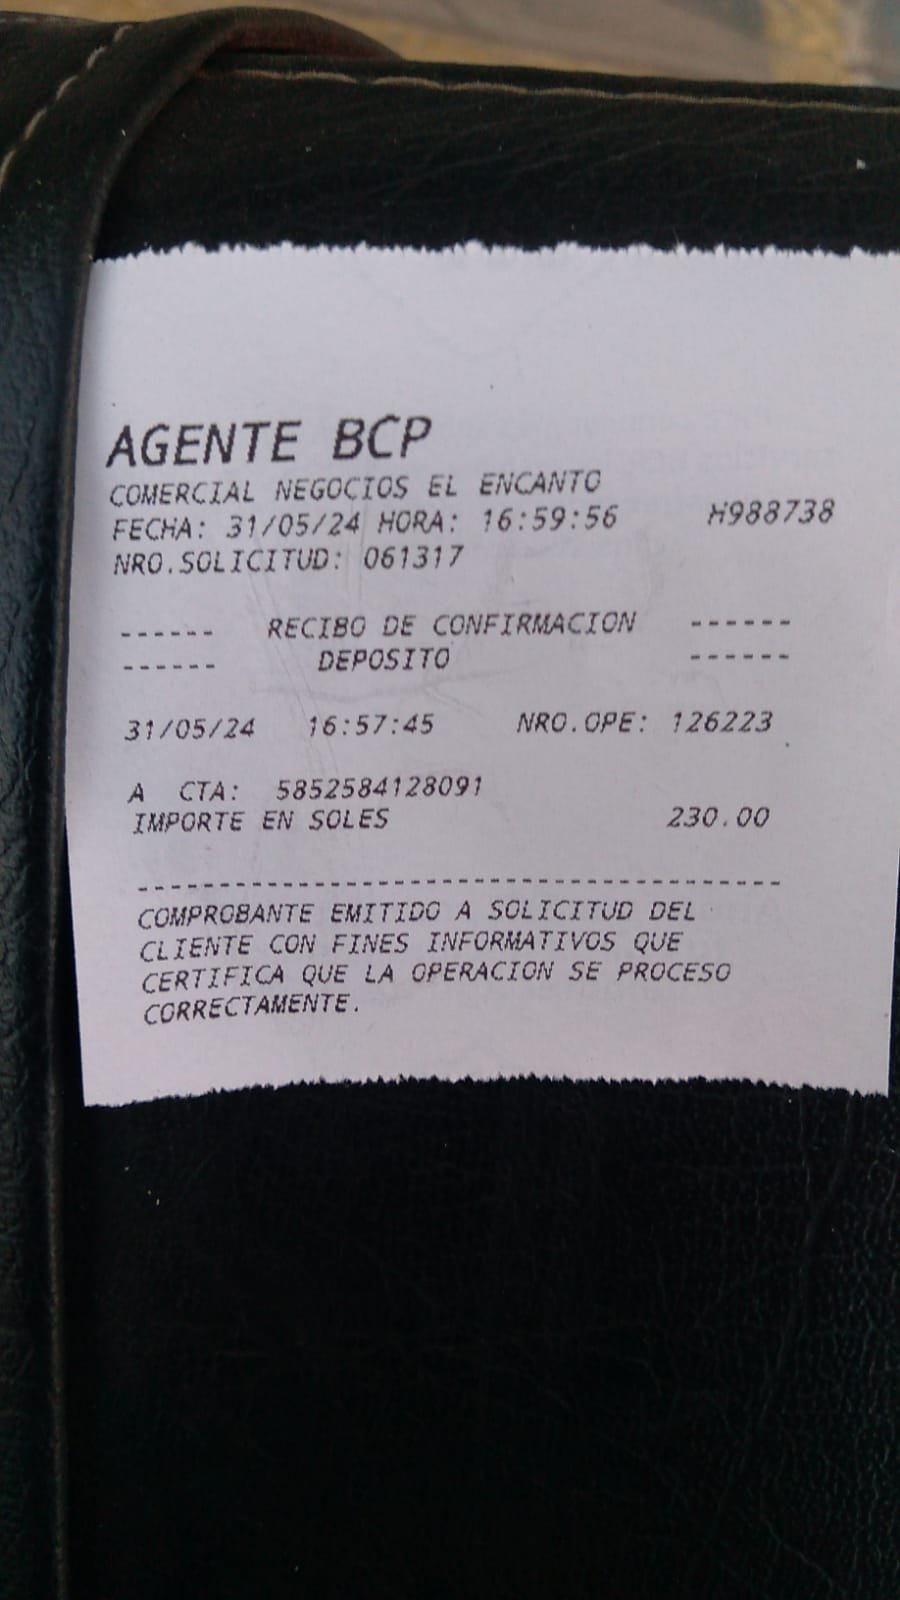 AGENTE BCP
COMERCIAL NEGOCIOS EL ENCANTO
FECHA: 31/05/24 HORA: 16:59:56 H988738
NRO.SOLICITUD: 061317
------ RECIBO DE CONFIRMACION ------
------ DEPOSITO ------
31/05/24 16:57:45 NRO.OPE: 126223
A CTA: 5852584128091
IMPORTE EN SOLES 230.00
---------------------------------------
COMPROBANTE EMITIDO A SOLICITUD DEL
CLIENTE CON FINES INFORMATIVOS QUE
CERTIFICA QUE LA OPERACION SE PROCESO
CORRECTAMENTE.